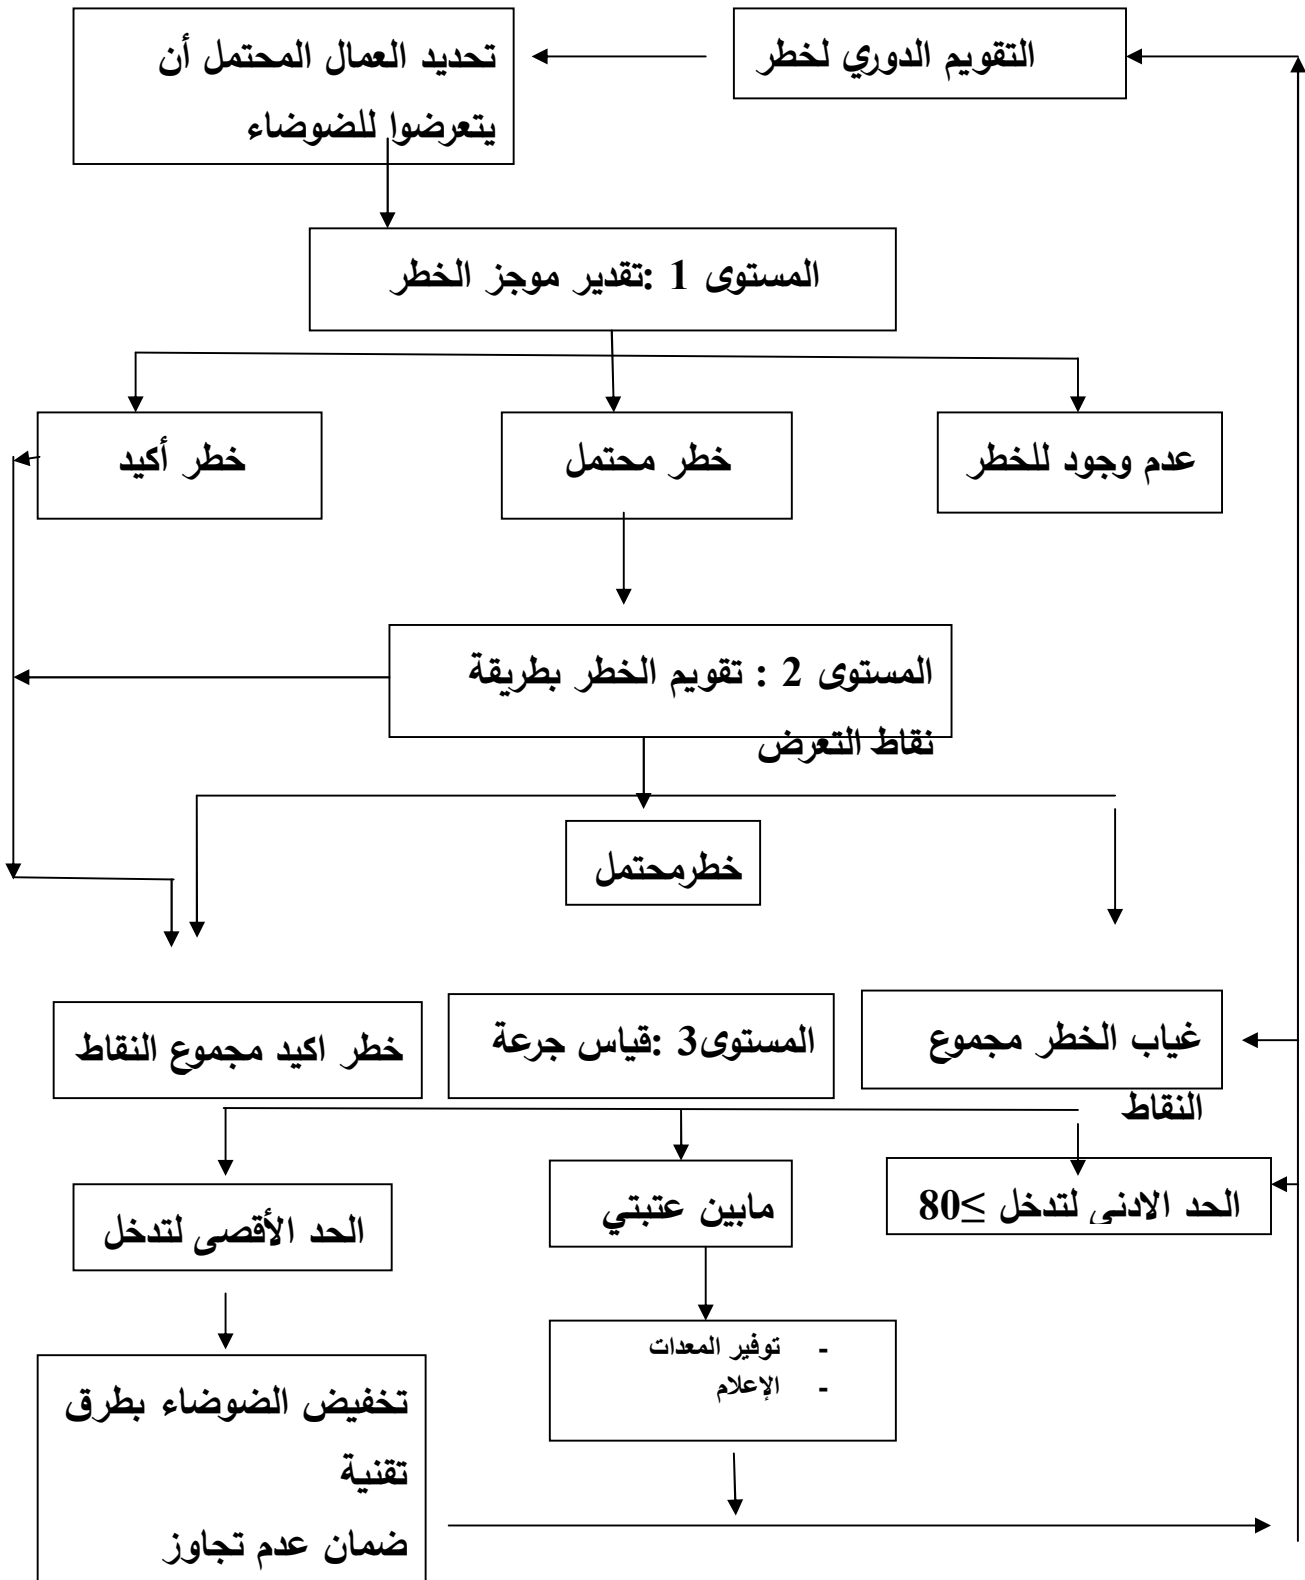 التقويم الدوري لخطر
تحديد العمال المحتمل أن
يتعرضوا للضوضاء
المستوى 1 :تقدير موجز الخطر
عدم وجود للخطر
خطر محتمل
خطر أكيد
المستوى 2 : تقويم الخطر بطريقة
نقاط التعرض
خطرمحتمل
غياب الخطر مجموع
النقاط
المستوى3 :قياس جرعة
خطر اكيد مجموع النقاط
الحد الادنى لتدخل ≥80
مابين عتبتي
الحد الأقصى لتدخل
- توفير المعدات
- الإعلام
تخفيض الضوضاء بطرق
تقنية
ضمان عدم تجاوز